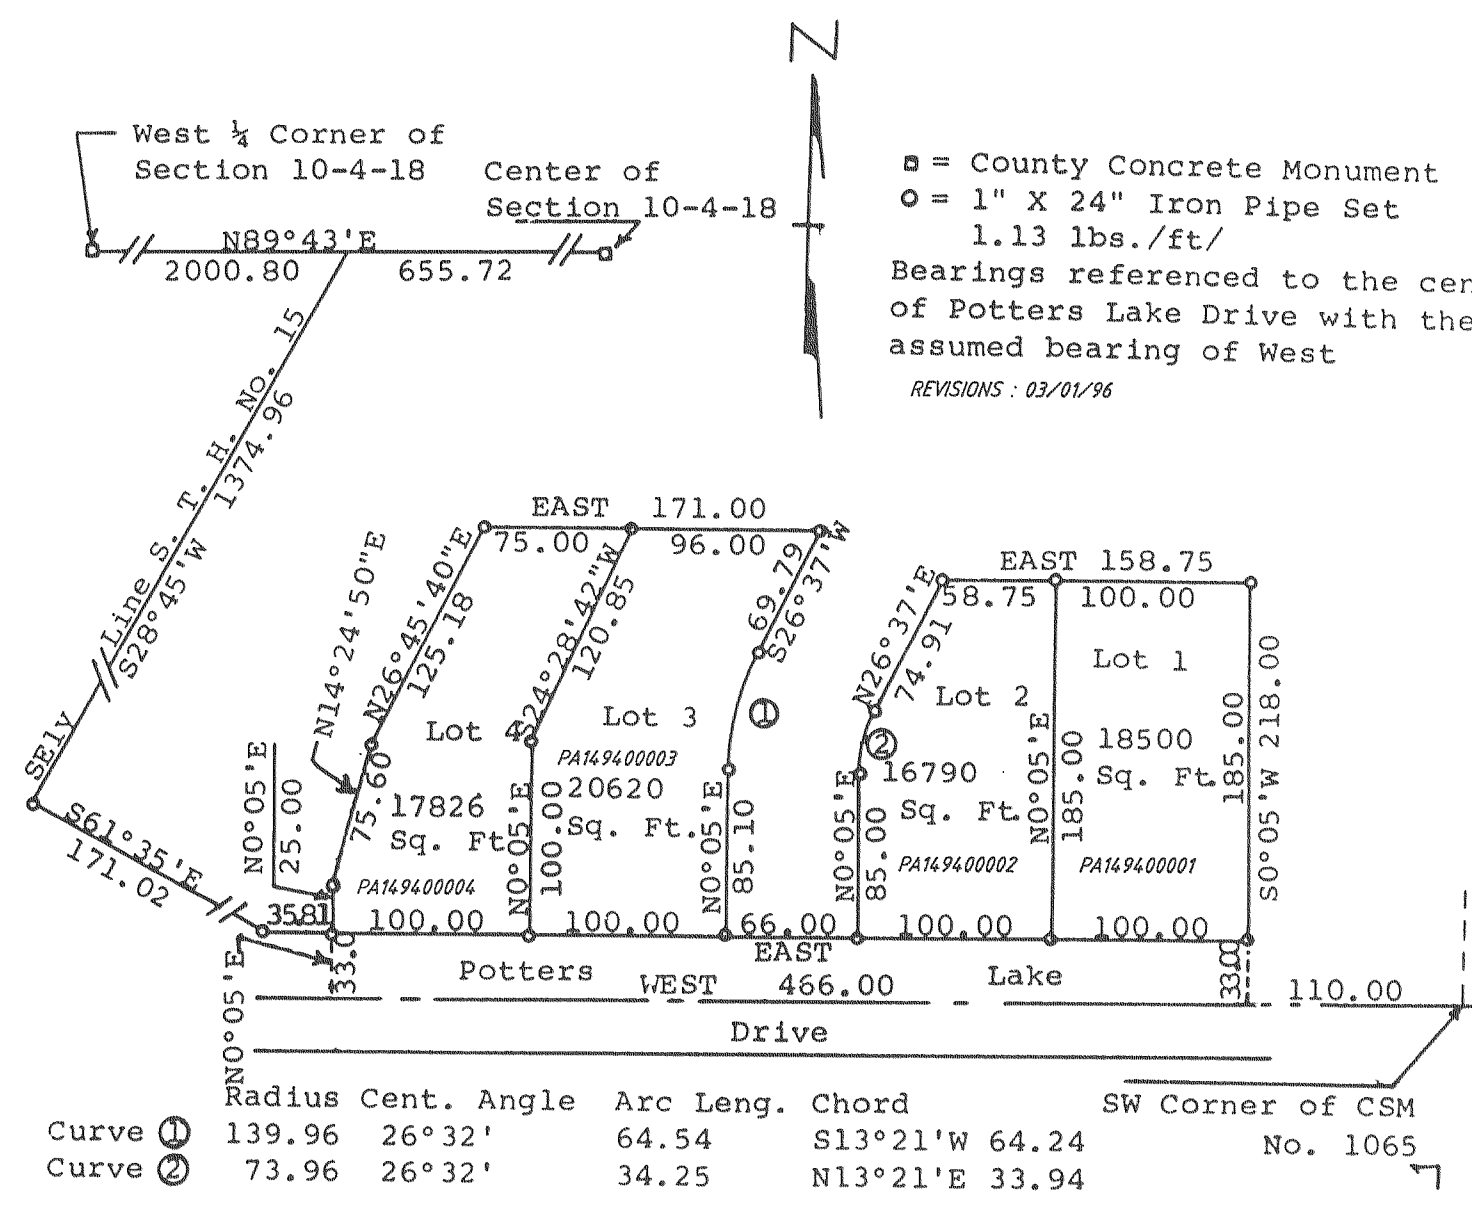 N
West ¼ Corner of
Section 10-4-18
Center of
Section 10-4-18
N89°43'E
2000.80
655.72
= County Concrete Monument
= 1" X 24" Iron Pipe Set
1.13 lbs./ft/
Bearings referenced to the cen
of Potters Lake Drive with the
assumed bearing of West
REVISIONS : 03/01/96
SEly Line S. T. H. No. 15
S28°45'W 1374.96
S61°35'E
171.02
EAST 171.00
75.00
96.00
N14°24'50"E
75.60
N26°45'40"E
125.18
S24°28'42"W
120.85
69.79
S26°37'W
EAST 158.75
58.75
100.00
N26°37'E
74.91
Lot 1
18500
Sq. Ft.
PA149400001
Lot 2
16790
Sq. Ft.
PA149400002
Lot 3
PA149400003
20620
Sq. Ft.
Lot 4
17826
Sq. Ft.
PA149400004
1
2
N0°05'E
25.00
N0°05'E
100.00
N0°05'E
85.10
N0°05'E
85.00
N0°05'E
185.00
185.00
S0°05'W 218.00
35.81
100.00
100.00
66.00
100.00
100.00
EAST
N0°05'E
33.0
33.00
Potters
Lake
WEST 466.00
110.00
Drive
SW Corner of CSM
No. 1065
Radius Cent. Angle Arc Leng. Chord
Curve 1 139.96 26°32' 64.54 S13°21'W 64.24
Curve 2 73.96 26°32' 34.25 N13°21'E 33.94